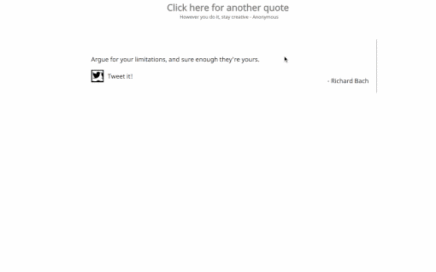 Click here for another quote
However you do it, stay creative - Anonymous
Argue for your limitations, and sure enough they're yours.
Tweet it!
- Richard Bach